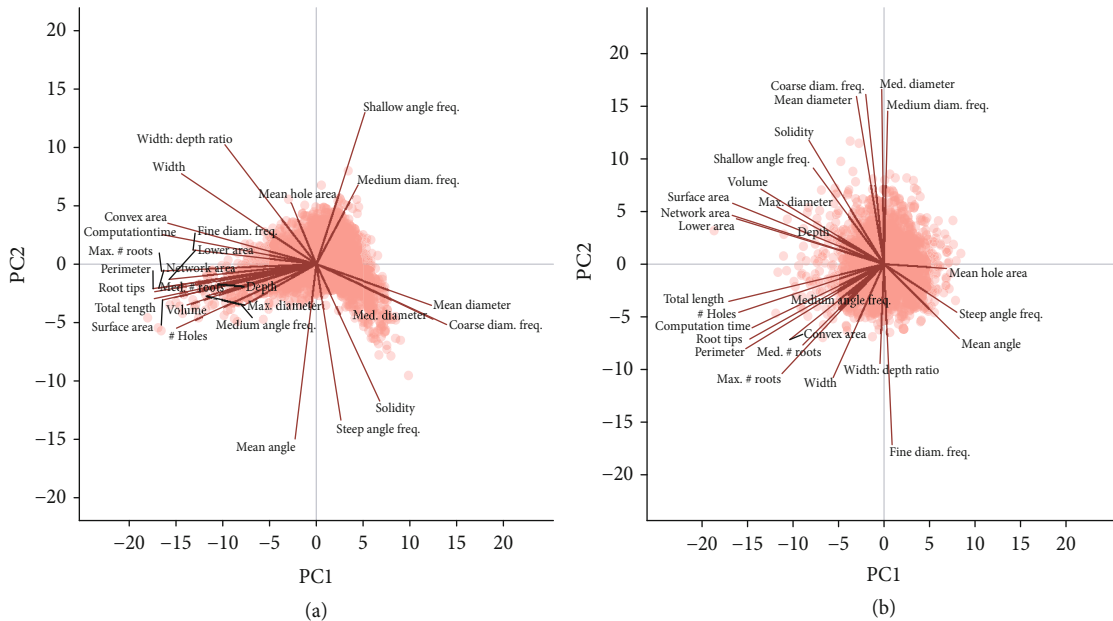 20
15
10
5
0
−5
−10
−15
−20
PC2
Shallow angle freq.
Width: depth ratio
Width
Medium diam. freq.
Mean hole area
Convex area
Fine diam. freq.
Computationtime
Max. # roots
Lower area
Perimeter
Network area
Root tips
Med. # roots
Depth
Total length
Volume
Max. diameter
Mean diameter
Surface area
Medium angle freq.
Med. diameter
Coarse diam. freq.
# Holes
Solidity
Steep angle freq.
Mean angle
−20 −15 −10 −5 0 5 10 15 20
PC1
(a)
20
15
10
5
0
−5
−10
−15
−20
PC2
Coarse diam. freq.
Med. diameter
Mean diameter
Medium diam. freq.
Solidity
Shallow angle freq.
Volume
Surface area
Max. diameter
Network area
Lower area
Depth
Mean hole area
Total length
Medium angle freq.
# Holes
Steep angle freq.
Computation time
Root tips
Convex area
Mean angle
Perimeter
Med. # roots
Max. # roots
Width
Width: depth ratio
Fine diam. freq.
−20 −15 −10 −5 0 5 10 15 20
PC1
(b)